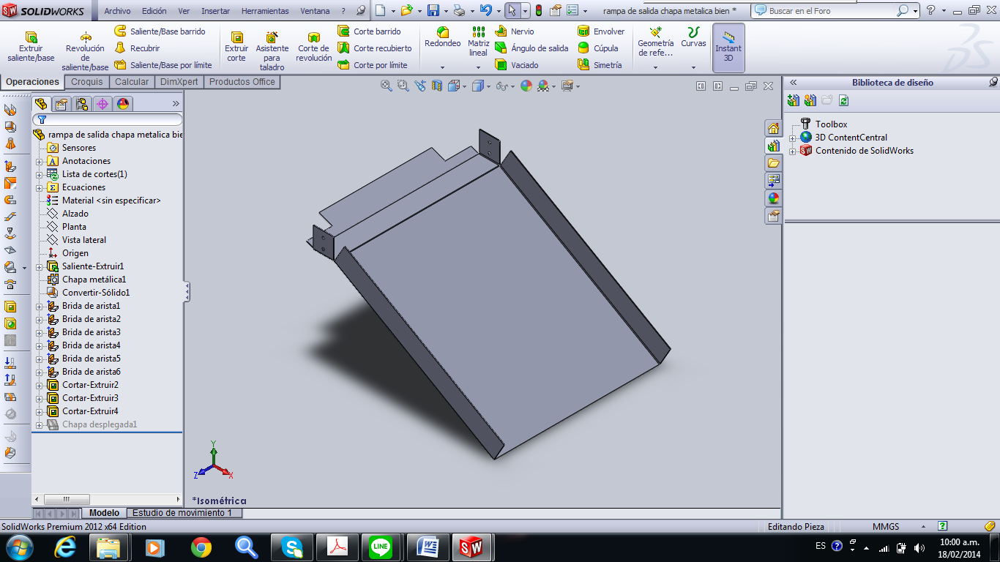 SOLIDWORKS
Archivo Edición Ver Insertar Herramientas Ventana ?
rampa de salida chapa metalica bien *
Buscar en el Foro
Extruir saliente/base
Revolución de saliente/base
Saliente/Base barrido
Recubrir
Saliente/Base por límite
Extruir corte
Asistente para taladro
Corte de revolución
Corte barrido
Corte recubierto
Corte por límite
Redondeo
Matriz lineal
Nervio
Ángulo de salida
Vaciado
Envolver
Cúpula
Simetría
Geometría de refe...
Curvas
Instant 3D
Operaciones Croquis Calcular DimXpert Productos Office
rampa de salida chapa metalica bie
Sensores
Anotaciones
Lista de cortes(1)
Ecuaciones
Material <sin especificar>
Alzado
Planta
Vista lateral
Origen
Saliente-Extruir1
Chapa metálica1
Convertir-Sólido1
Brida de arista1
Brida de arista2
Brida de arista3
Brida de arista4
Brida de arista5
Brida de arista6
Cortar-Extruir2
Cortar-Extruir3
Cortar-Extruir4
Chapa desplegada1
Y
Z
X
*Isométrica
Biblioteca de diseño
Toolbox
3D ContentCentral
Contenido de SolidWorks
Modelo Estudio de movimiento 1
SolidWorks Premium 2012 x64 Edition
Editando Pieza
MMGS
LINE
ES
10:00 a.m.
18/02/2014